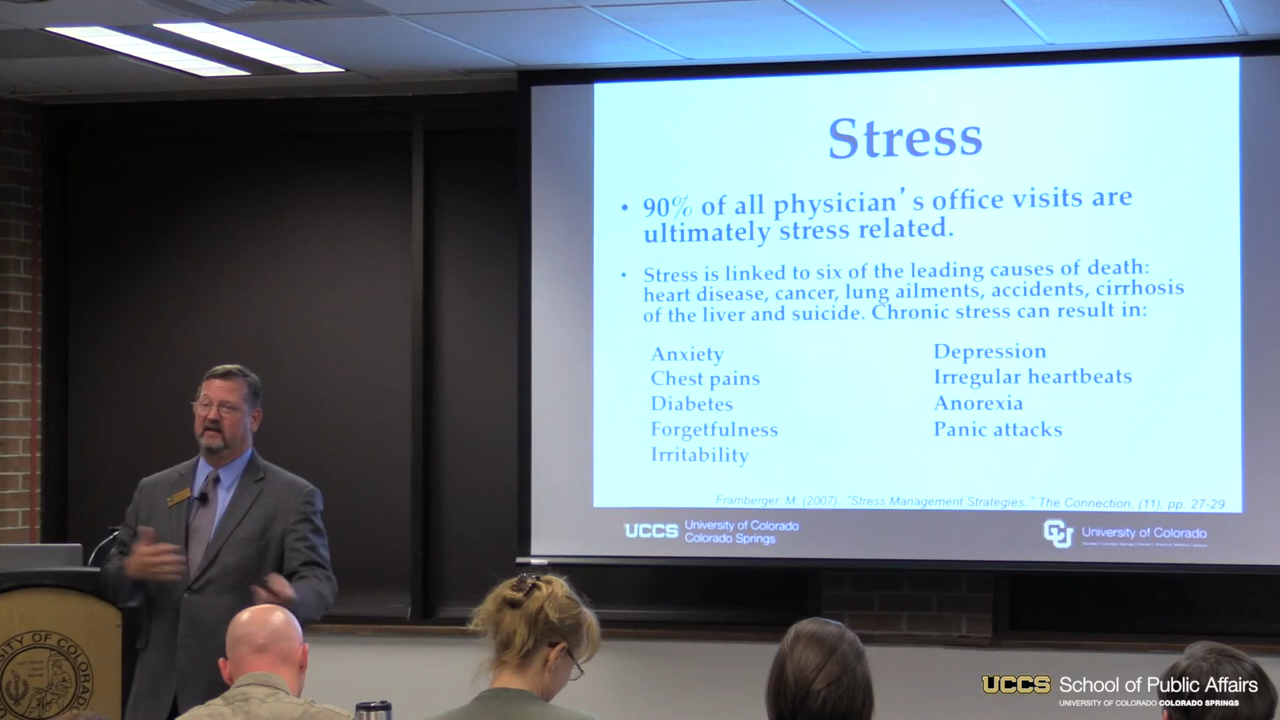 Stress
• 90% of all physician's office visits are
ultimately stress related.
• Stress is linked to six of the leading causes of death:
heart disease, cancer, lung ailments, accidents, cirrhosis
of the liver and suicide. Chronic stress can result in:
Anxiety
Chest pains
Diabetes
Forgetfulness
Irritability
Depression
Irregular heartbeats
Anorexia
Panic attacks
Framberger. M. (2007). "Stress Management Strategies." The Connection, (11), pp. 27-29.
UCCS University of Colorado
Colorado Springs
CU University of Colorado
UNIVERSITY OF COLORADO
UCCS School of Public Affairs
UNIVERSITY OF COLORADO COLORADO SPRINGS